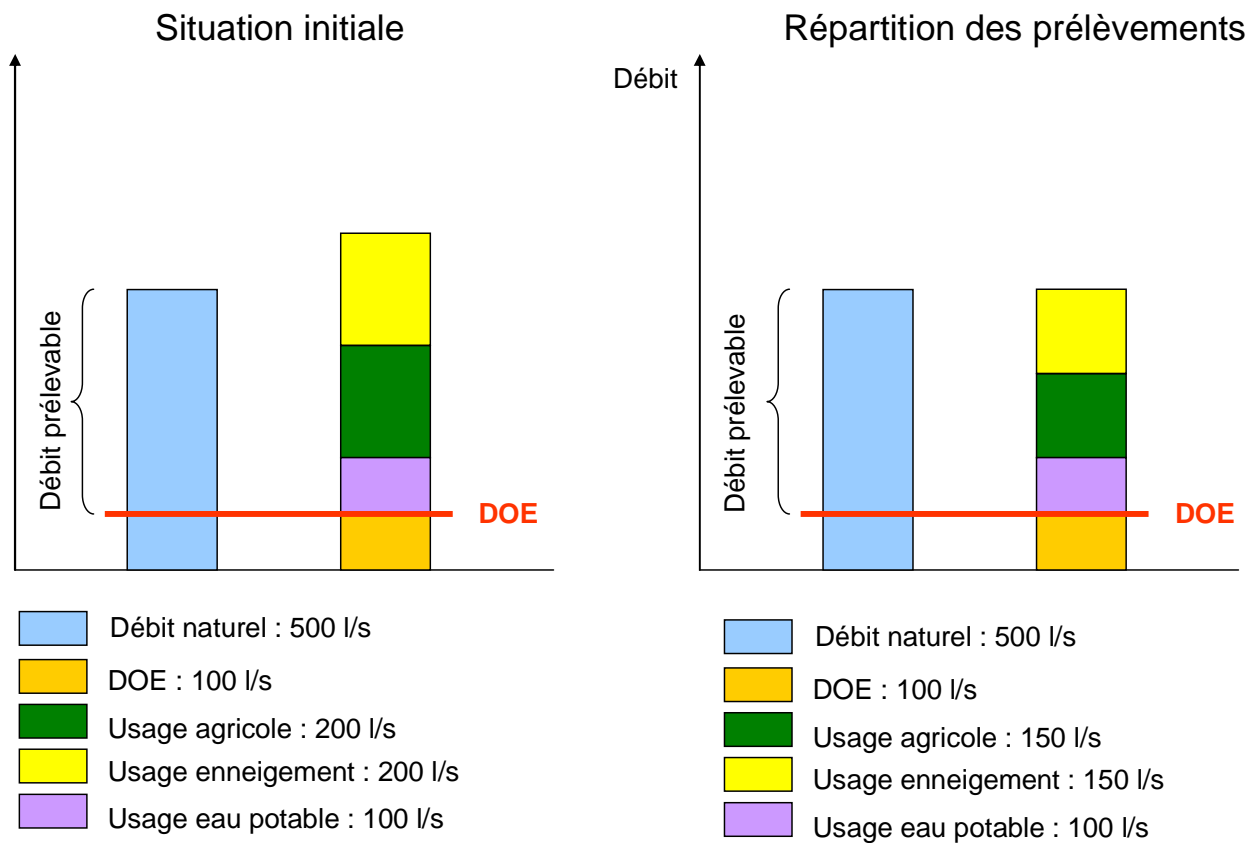 Situation initiale
Débit prélevable
DOE
Débit naturel : 500 l/s
DOE : 100 l/s
Usage agricole : 200 l/s
Usage enneigement : 200 l/s
Usage eau potable : 100 l/s
Répartition des prélèvements
Débit
Débit prélevable
DOE
Débit naturel : 500 l/s
DOE : 100 l/s
Usage agricole : 150 l/s
Usage enneigement : 150 l/s
Usage eau potable : 100 l/s